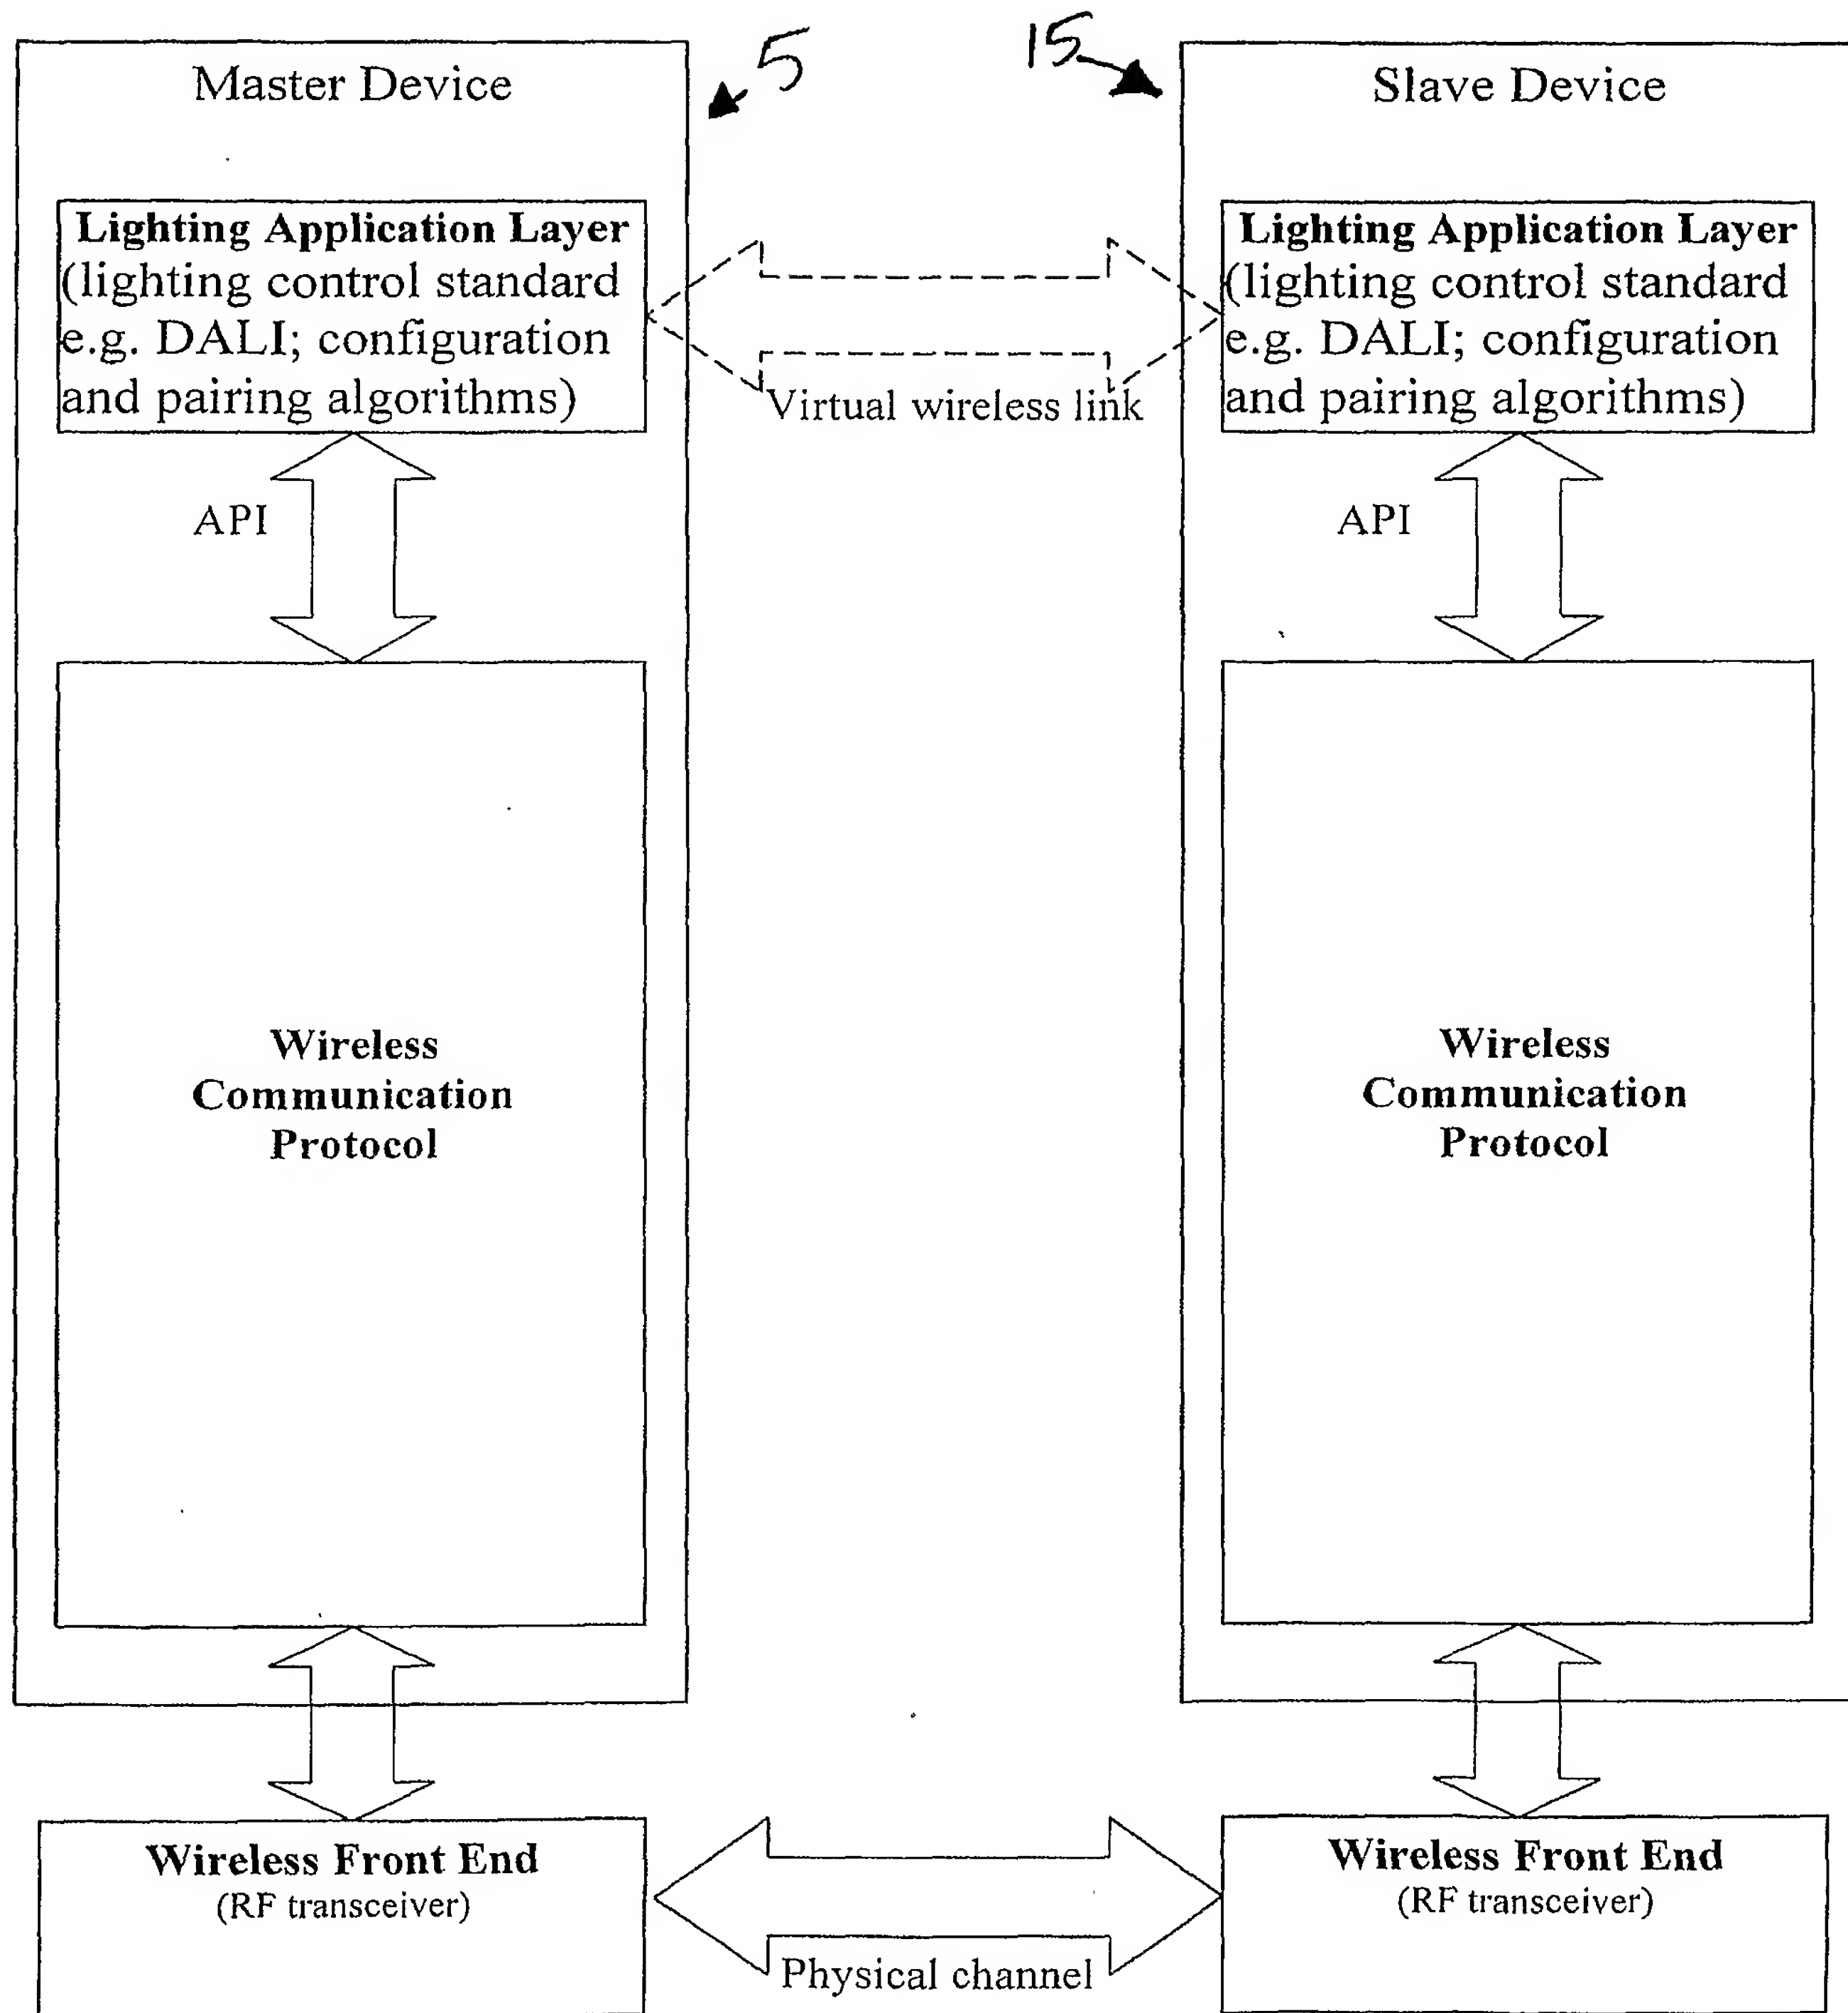 Master Device
5
Lighting Application Layer
(lighting control standard
e.g. DALI; configuration
and pairing algorithms)
API
Wireless
Communication
Protocol
Wireless Front End
(RF transceiver)
Virtual wireless link
Physical channel
15
Slave Device
Lighting Application Layer
(lighting control standard
e.g. DALI; configuration
and pairing algorithms)
API
Wireless
Communication
Protocol
Wireless Front End
(RF transceiver)